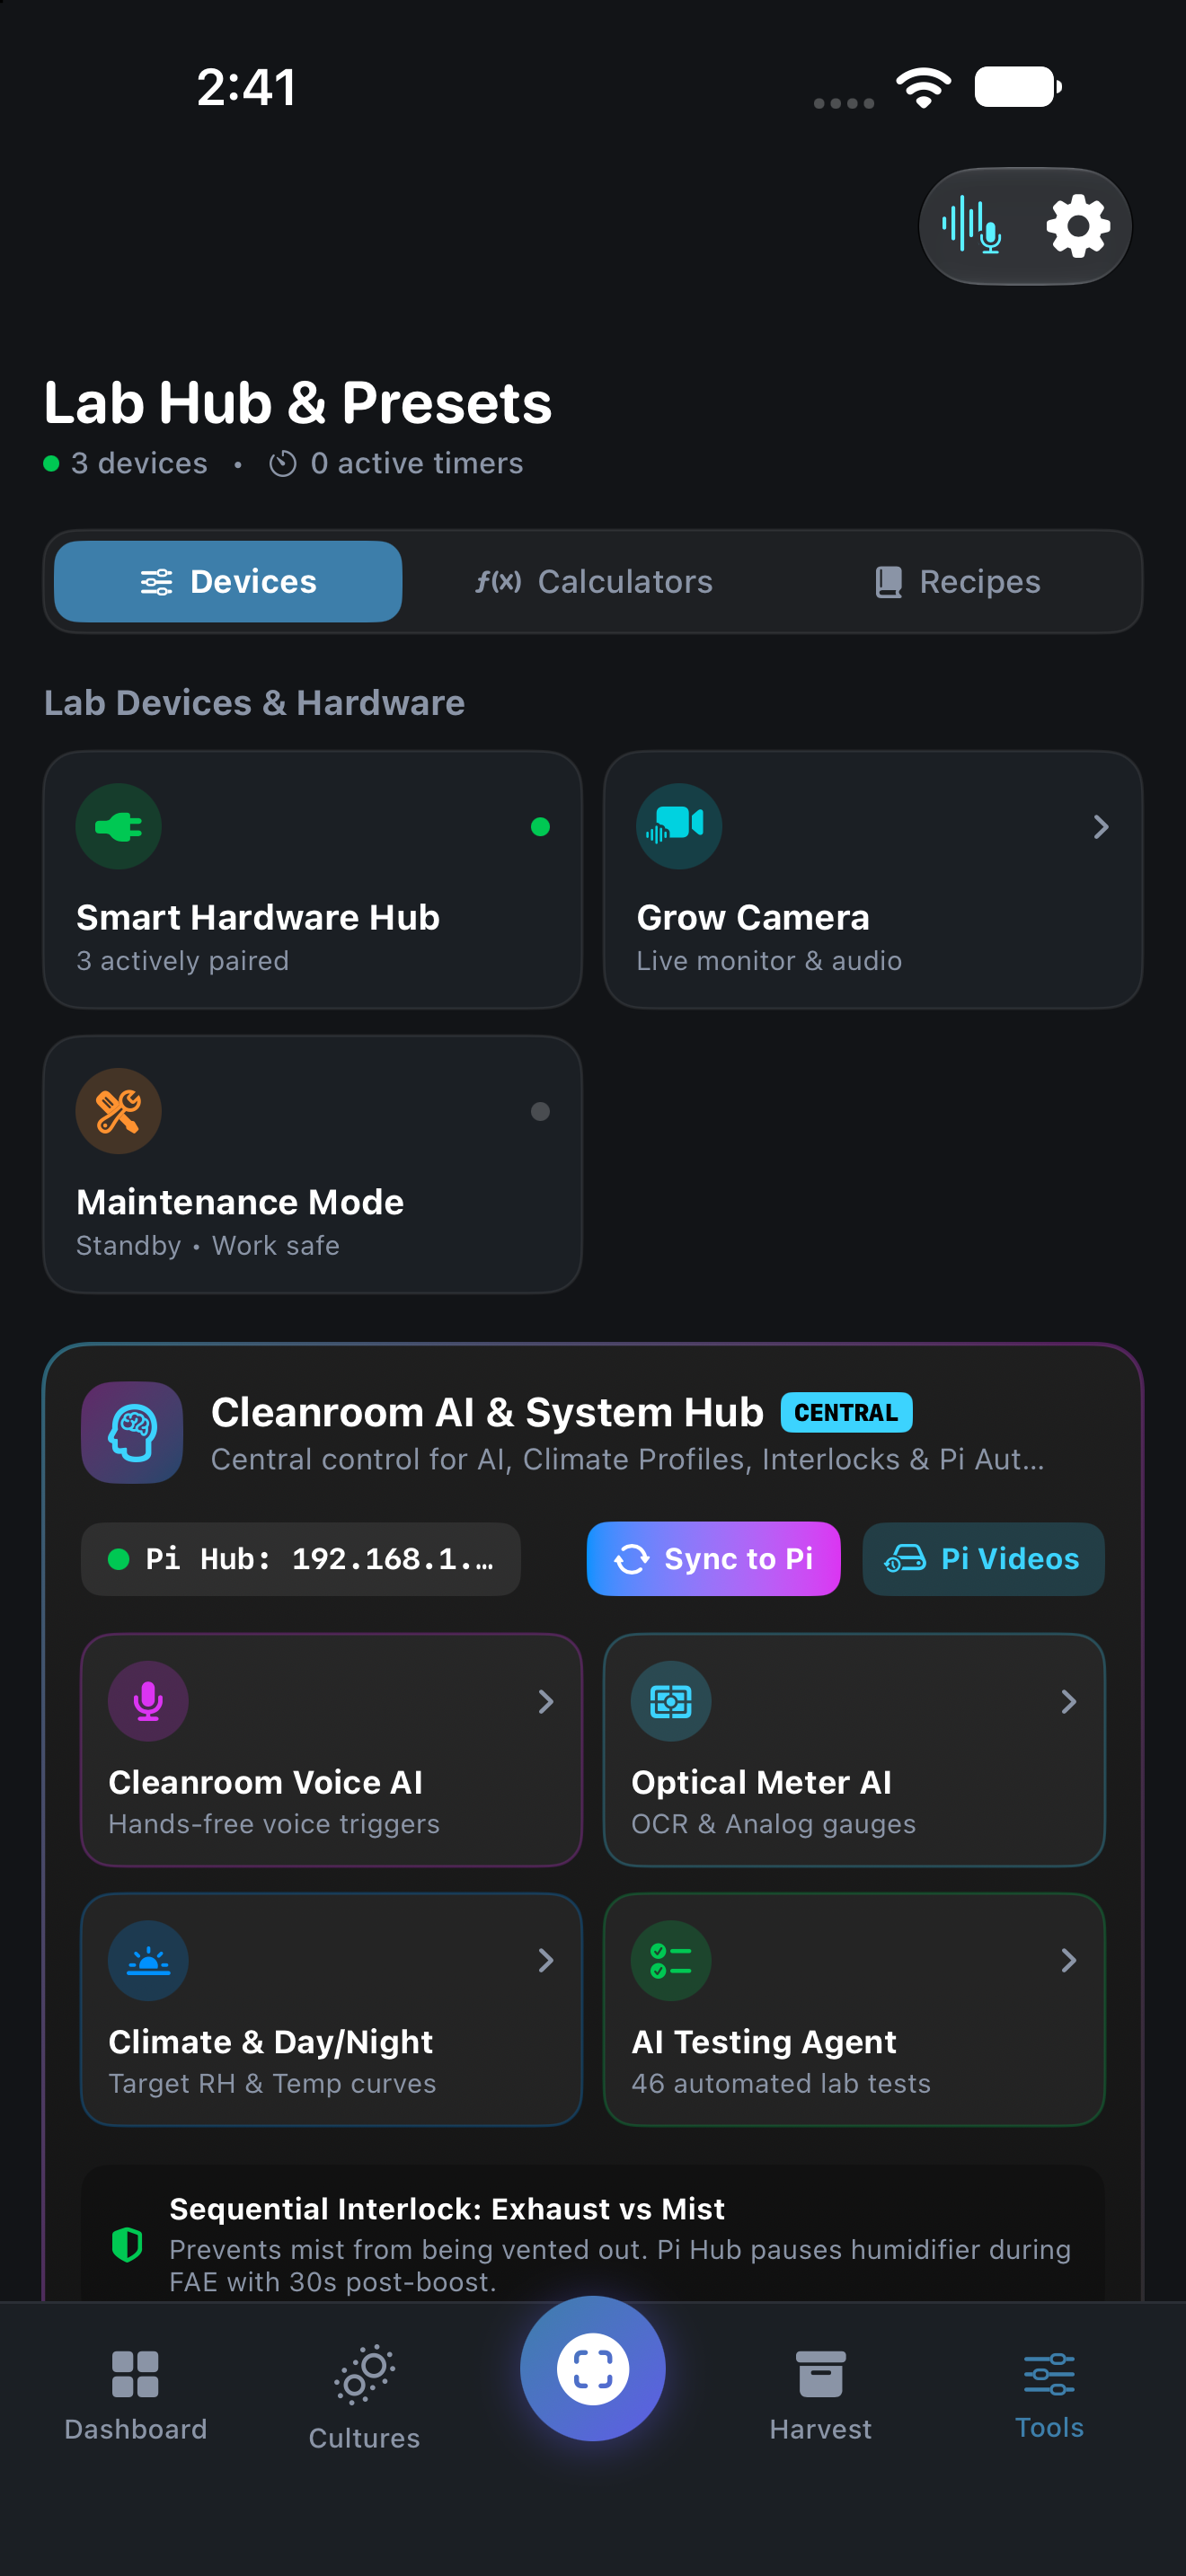 2:41
Lab Hub & Presets
3 devices • 0 active timers
Devices
f(x) Calculators
Recipes
Lab Devices & Hardware
Smart Hardware Hub
3 actively paired
Grow Camera
Live monitor & audio
Maintenance Mode
Standby • Work safe
Cleanroom AI & System Hub CENTRAL
Central control for AI, Climate Profiles, Interlocks & Pi Aut...
Pi Hub: 192.168.1.…
Sync to Pi
Pi Videos
Cleanroom Voice AI
Hands-free voice triggers
Optical Meter AI
OCR & Analog gauges
Climate & Day/Night
Target RH & Temp curves
AI Testing Agent
46 automated lab tests
Sequential Interlock: Exhaust vs Mist
Prevents mist from being vented out. Pi Hub pauses humidifier during
FAE with 30s post-boost.
Dashboard
Cultures
Harvest
Tools